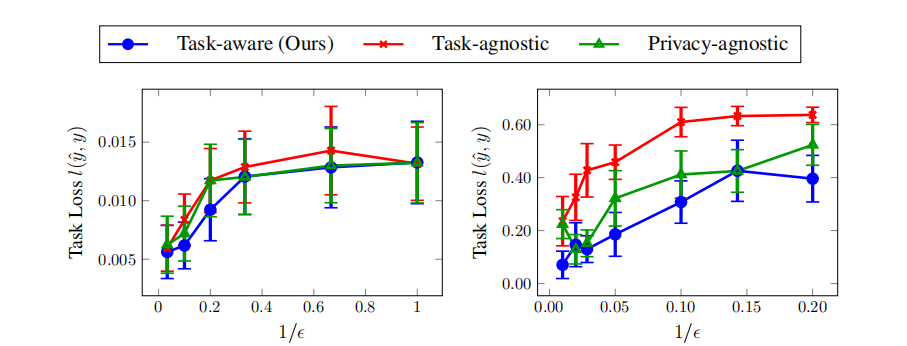 Task-aware (Ours) Task-agnostic Privacy-agnostic
Task Loss l(ŷ, y)
0.015
0.010
0.005
0 0.2 0.4 0.6 0.8 1
1/ϵ
Task Loss l(ŷ, y)
0.60
0.40
0.20
0.00
0.00 0.05 0.10 0.15 0.20
1/ϵ